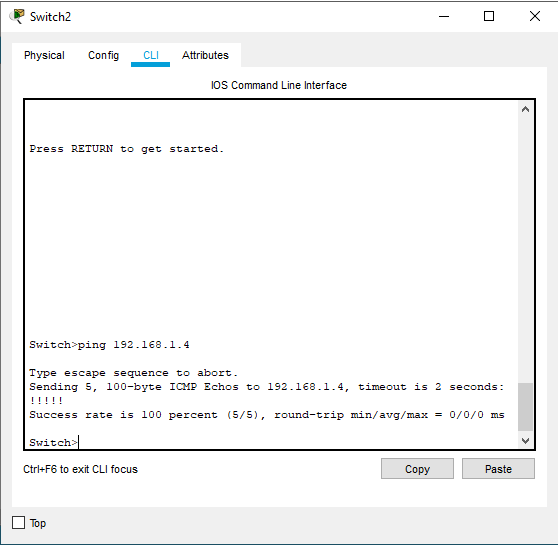 Switch2
Physical Config CLI Attributes
IOS Command Line Interface
Press RETURN to get started.
Switch>ping 192.168.1.4
Type escape sequence to abort.
Sending 5, 100-byte ICMP Echos to 192.168.1.4, timeout is 2 seconds:
!!!!!
Success rate is 100 percent (5/5), round-trip min/avg/max = 0/0/0 ms
Switch>
Ctrl+F6 to exit CLI focus
Copy Paste
Top